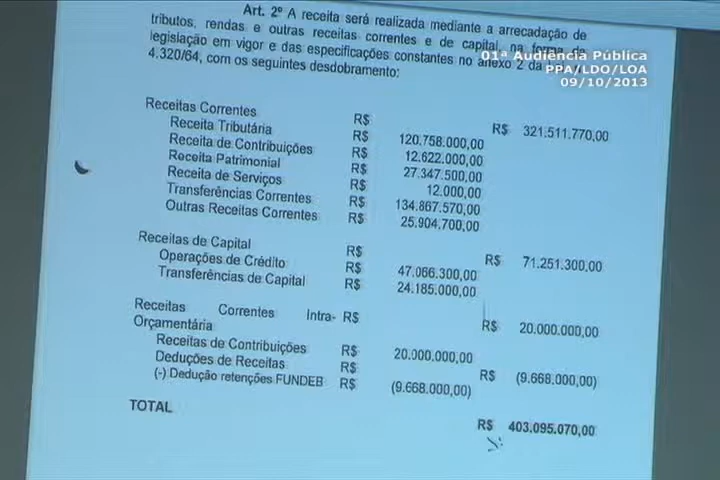 Art. 2º A receita será realizada mediante a arrecadação de
tributos, rendas e outras receitas correntes e de capital, na forma da
legislação em vigor e das especificações constantes no anexo 2 da
4.320/64, com os seguintes desdobramento:
01ª Audiência Pública
PPA/LDO/LOA
09/10/2013
Receitas Correntes R$ R$ 321.511.770,00
Receita Tributária R$ 120.758.000,00
Receita de Contribuições R$ 12.622.000,00
Receita Patrimonial R$ 27.347.500,00
Receita de Serviços R$ 12.000,00
Transferências Correntes R$ 134.867.570,00
Outras Receitas Correntes R$ 25.904.700,00
Receitas de Capital R$ R$ 71.251.300,00
Operações de Crédito R$ 47.066.300,00
Transferências de Capital R$ 24.185.000,00
Receitas Correntes Intra- R$ R$ 20.000.000,00
Orçamentária
Receitas de Contribuições R$ 20.000.000,00
Deduções de Receitas R$ R$ (9.668.000,00)
(-) Dedução retenções FUNDEB R$ (9.668.000,00)
TOTAL R$ 403.095.070,00